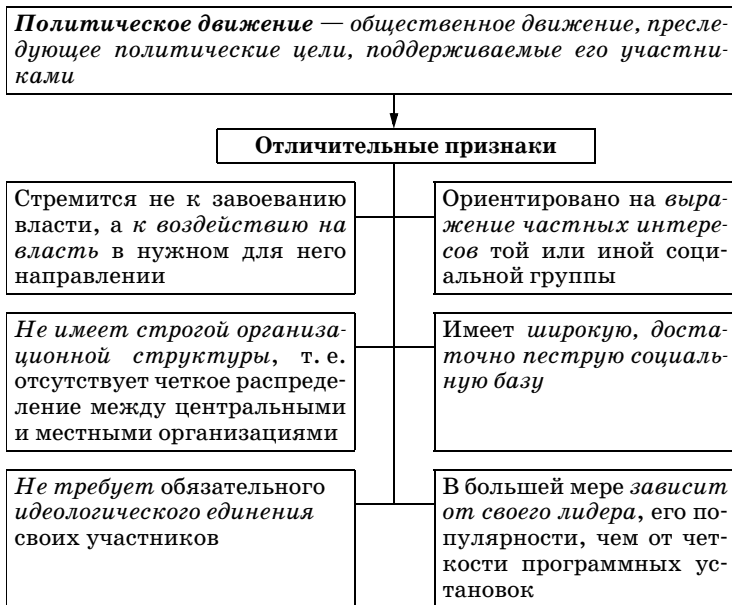 Политическое движение — общественное движение, пресле-
дующее политические цели, поддерживаемые его участни-
ками
Отличительные признаки
Стремится не к завоеванию
власти, а к воздействию на
власть в нужном для него
направлении
Ориентировано на выра-
жение частных интере-
сов той или иной соци-
альной группы
Не имеет строгой организа-
ционной структуры, т. е.
отсутствует четкое распреде-
ление между центральными
и местными организациями
Имеет широкую, доста-
точно пеструю социаль-
ную базу
Не требует обязательного
идеологического единения
своих участников
В большей мере зависит
от своего лидера, его по-
пулярности, чем от чет-
кости программных ус-
тановок